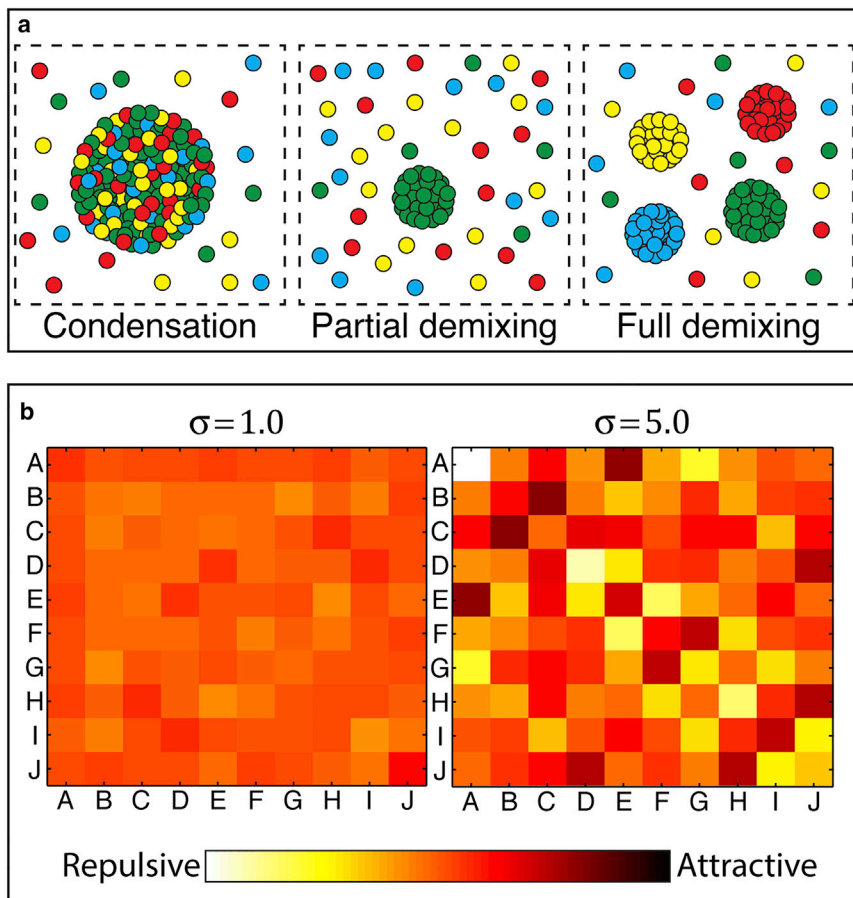 a
Condensation
Partial demixing
Full demixing
b
σ=1.0
σ=5.0
A
B
C
D
E
F
G
H
I
J
A B C D E F G H I J
A
B
C
D
E
F
G
H
I
J
A B C D E F G H I J
Repulsive
Attractive